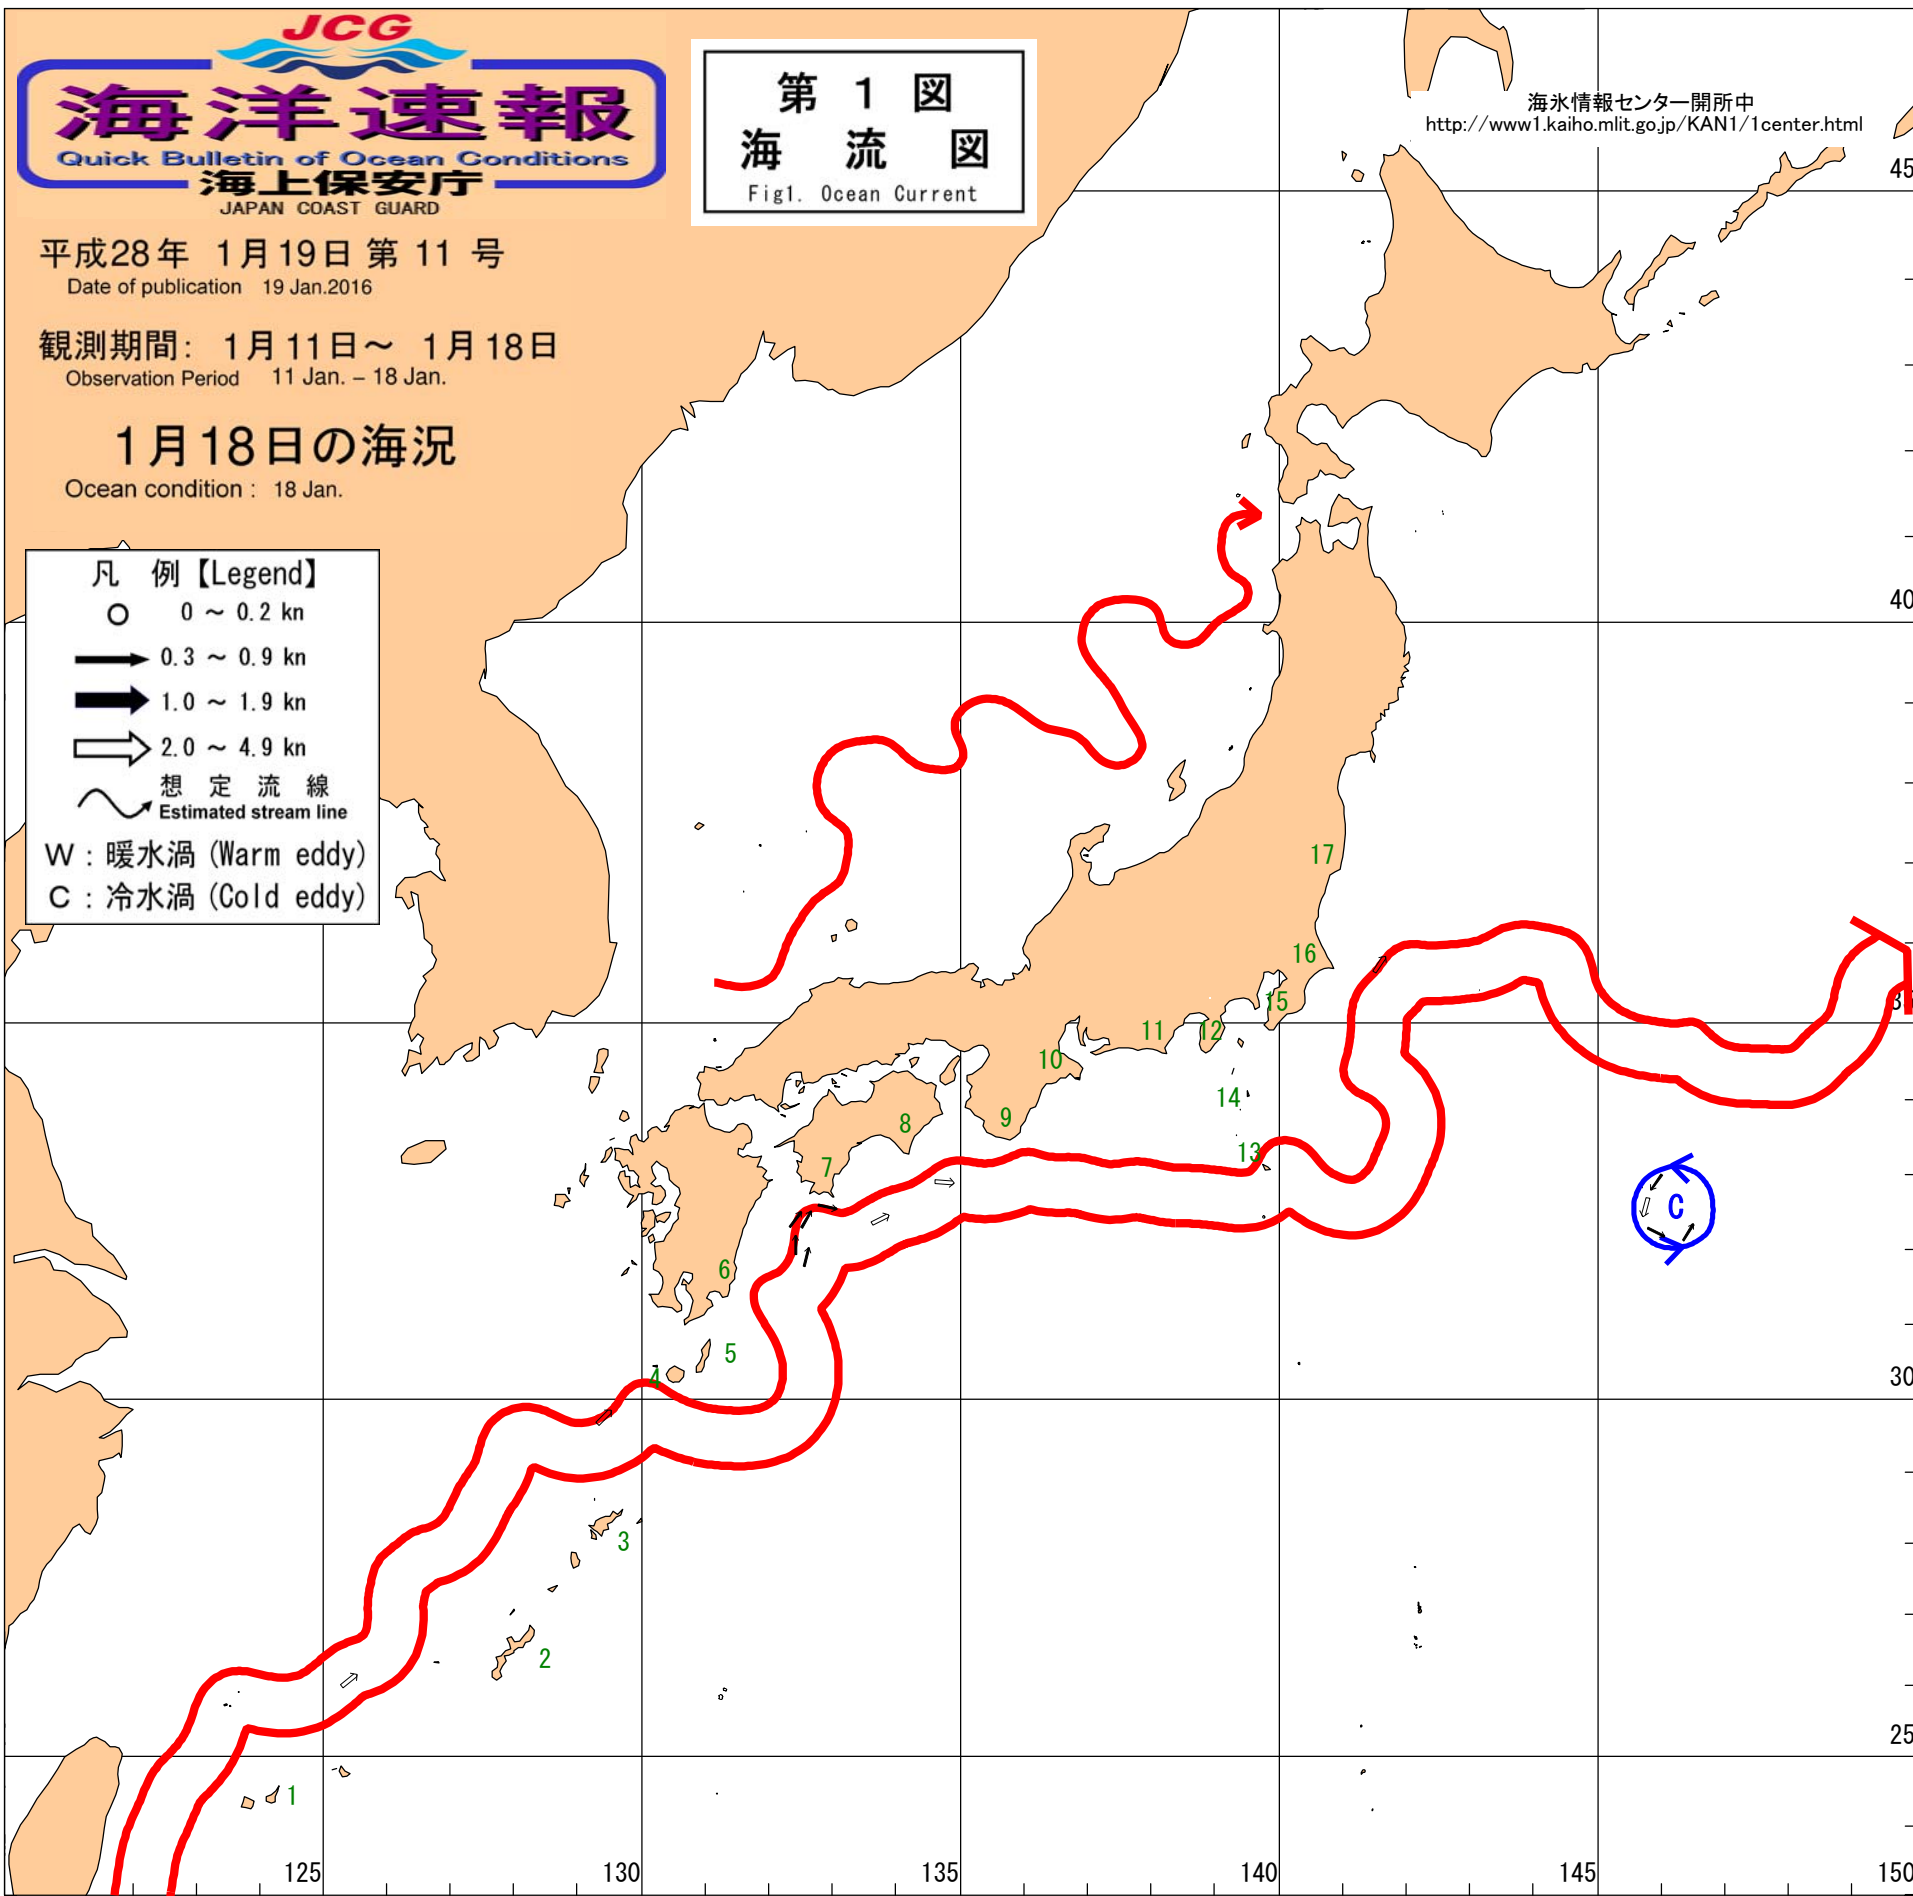 JCG
海洋速報
Quick Bulletin of Ocean Conditions
海上保安庁
JAPAN COAST GUARD
第 1 図
海 流 図
Fig1. Ocean Current
海氷情報センター開所中
http://www1.kaiho.mlit.go.jp/KAN1/1center.html
平成28年 1月19日 第 11 号
Date of publication 19 Jan.2016
観測期間: 1月11日～ 1月18日
Observation Period 11 Jan. – 18 Jan.
1月18日の海況
Ocean condition : 18 Jan.
凡 例【Legend】
0 ～ 0.2 kn
0.3 ～ 0.9 kn
1.0 ～ 1.9 kn
2.0 ～ 4.9 kn
想 定 流 線
Estimated stream line
W : 暖水渦 (Warm eddy)
C : 冷水渦 (Cold eddy)
45
40
17
16
15
35
12
11
10
14
9
8
13
7
C
6
5
4
30
3
2
25
1
125
130
135
140
145
150